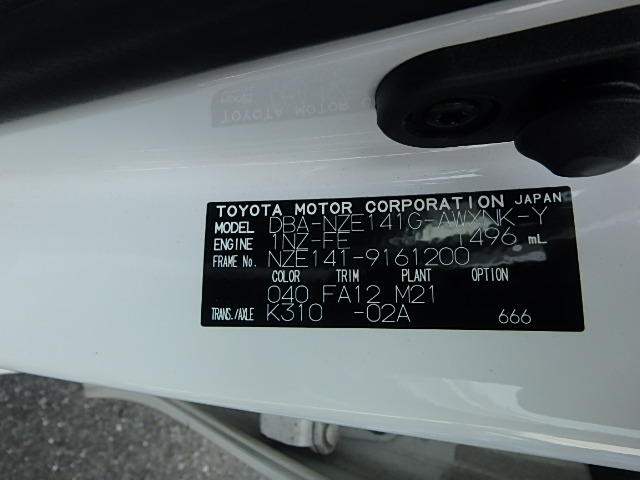 TOYOTA MOTOR CORPORATION JAPAN
MODEL DBA-NZE141G-AWXNK-Y
ENGINE 1NZ-FE 1496 mL
FRAME No. NZE141-9161200
COLOR TRIM PLANT OPTION
040 FA12 M21
TRANS./AXLE K310 -02A 666